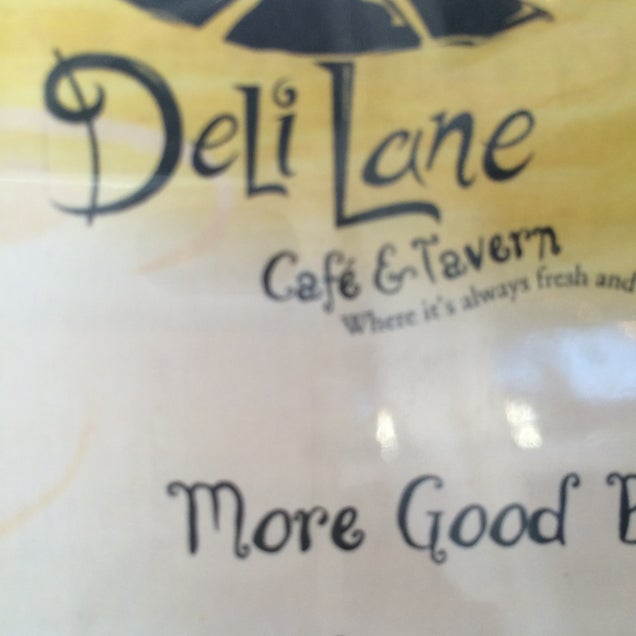 Deli Lane
Café & Tavern
Where it's always fresh and
More Good